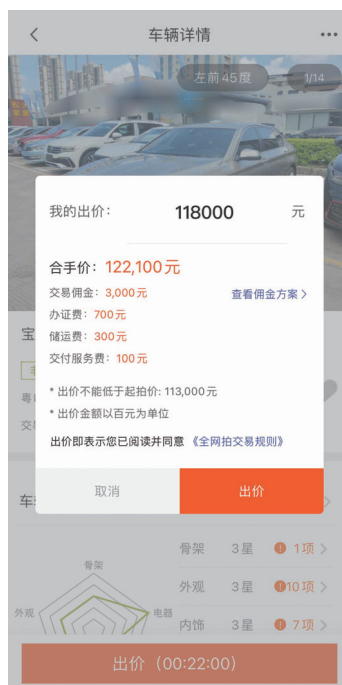 车辆详情
左前45度
1/14
我的出价：
118000
元
合手价：122,100元
交易佣金：3,000元
查看佣金方案
办证费：700元
储运费：300元
交付服务费：100元
* 出价不能低于起拍价: 113,000元
* 出价金额以百元为单位
出价即表示您已阅读并同意 《全网拍交易规则》
取消
出价
宝
粤
交
车
骨架
骨架 3星 1项
外观 3星 10项
外观
电器
内饰 3星 7项
出价（00:22:00）